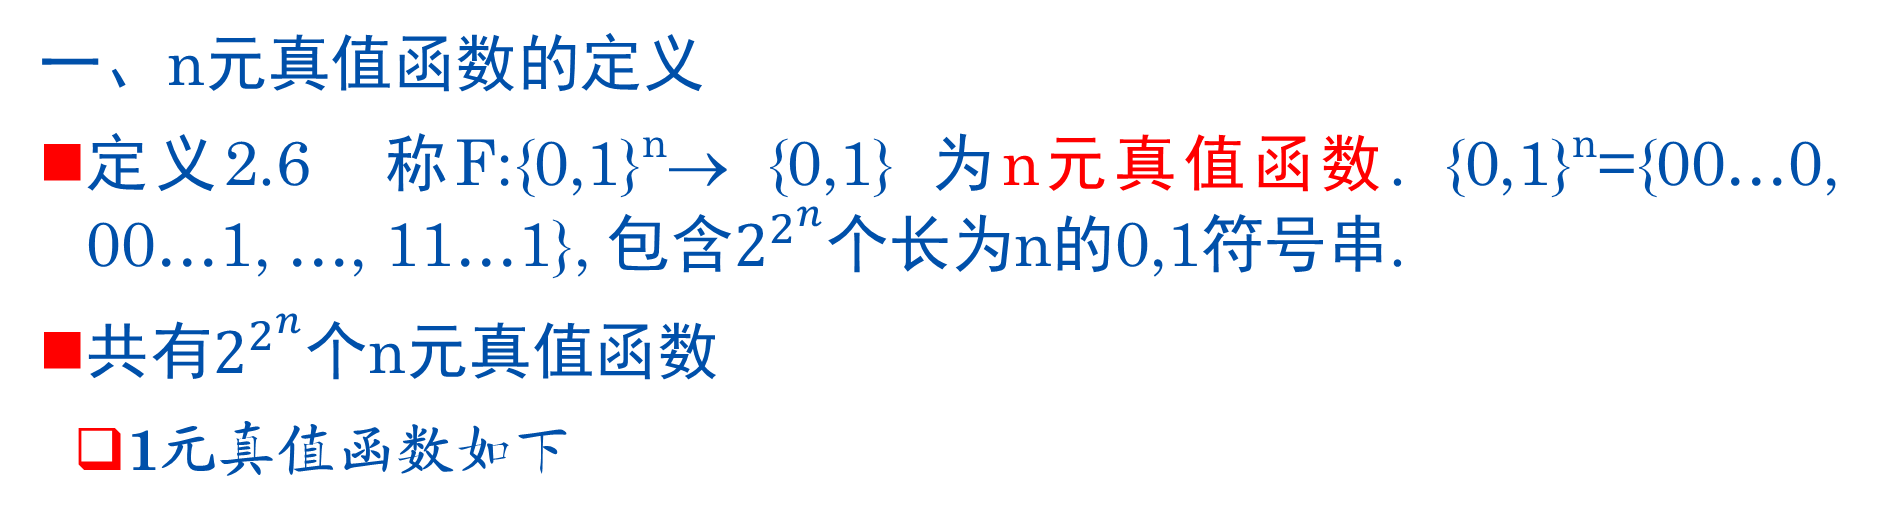 一、n元真值函数的定义
■定义2.6 称F:{0,1}ⁿ→ {0,1} 为n元真值函数. {0,1}ⁿ={00…0,
00…1, …, 11…1}, 包含2^{2^n}个长为n的0,1符号串.
■共有2^{2^n}个n元真值函数
❑1元真值函数如下